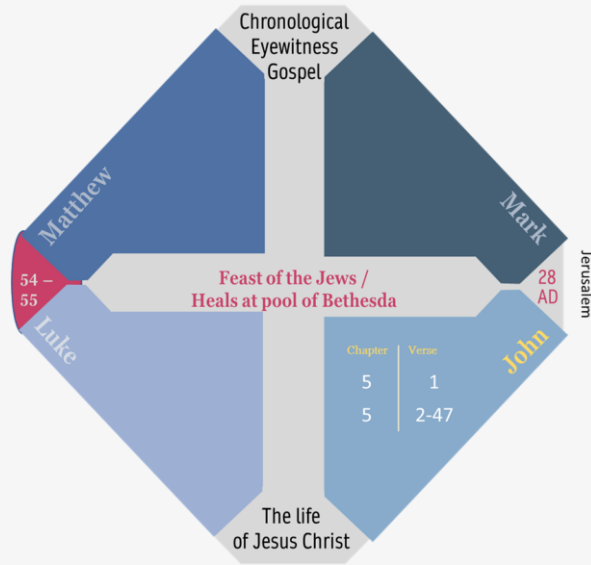 Chronological
Eyewitness
Gospel
Matthew
Mark
54 –
55
Feast of the Jews /
Heals at pool of Bethesda
28
AD
Jerusalem
Luke
John
Chapter Verse
5 1
5 2-47
The life
of Jesus Christ